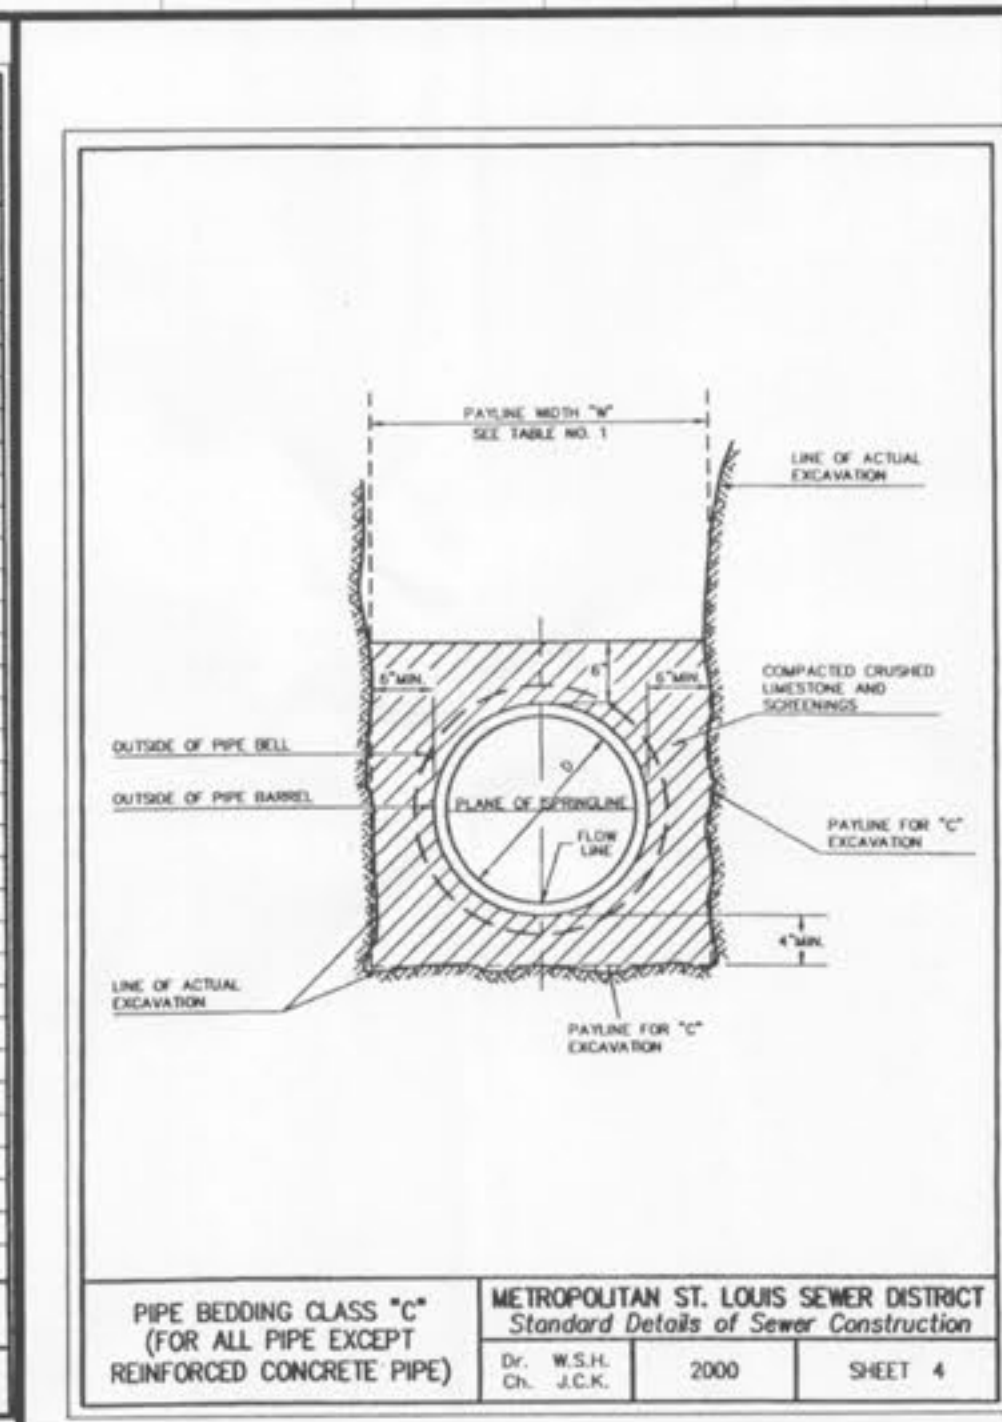 PAYLINE WIDTH "W"
SEE TABLE NO. 1
LINE OF ACTUAL
EXCAVATION
6"
6"MIN.
6"MIN.
COMPACTED CRUSHED
LIMESTONE AND
SCREENINGS
OUTSIDE OF PIPE BELL
D
OUTSIDE OF PIPE BARREL
PLANE OF SPRINGLINE
FLOW
LINE
PAYLINE FOR "C"
EXCAVATION
4"MIN.
LINE OF ACTUAL
EXCAVATION
PAYLINE FOR "C"
EXCAVATION
PIPE BEDDING CLASS "C"
(FOR ALL PIPE EXCEPT
REINFORCED CONCRETE PIPE)
METROPOLITAN ST. LOUIS SEWER DISTRICT
Standard Details of Sewer Construction
Dr. W.S.H.
Ch. J.C.K.
2000
SHEET 4